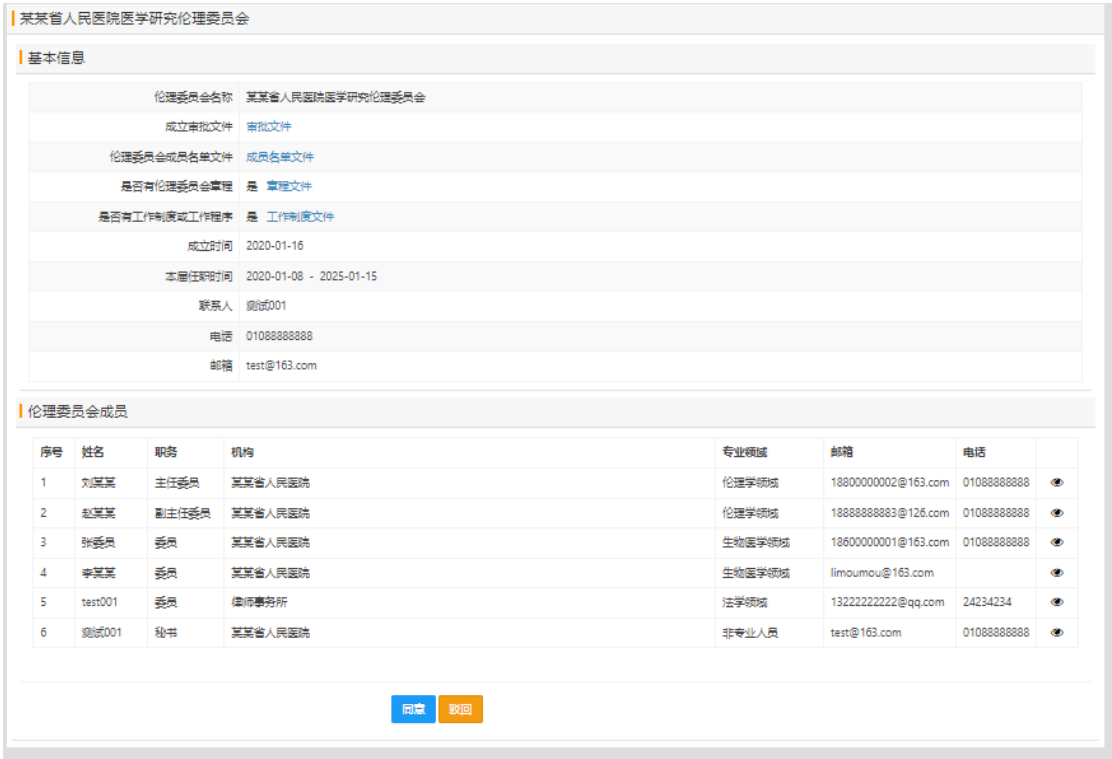 某某省人民医院医学研究伦理委员会
基本信息
伦理委员会名称 某某省人民医院医学研究伦理委员会
成立审批文件 审批文件
伦理委员会成员名单文件 成员名单文件
是否有伦理委员会章程 是 章程文件
是否有工作制度或工作程序 是 工作制度文件
成立时间 2020-01-16
本届任职时间 2020-01-08 - 2025-01-15
联系人 测试001
电话 01088888888
邮箱 test@163.com
伦理委员会成员
序号 姓名 职务 机构 专业领域 邮箱 电话
1 刘某某 主任委员 某某省人民医院 伦理学领域 18800000002@163.com 01088888888
2 赵某某 副主任委员 某某省人民医院 伦理学领域 18888888883@126.com 01088888888
3 张委员 委员 某某省人民医院 生物医学领域 18600000001@163.com 01088888888
4 李某某 委员 某某省人民医院 生物医学领域 limoumou@163.com
5 test001 委员 律师事务所 法学领域 13222222222@qq.com 24234234
6 测试001 秘书 某某省人民医院 非专业人员 test@163.com 01088888888
同意 驳回